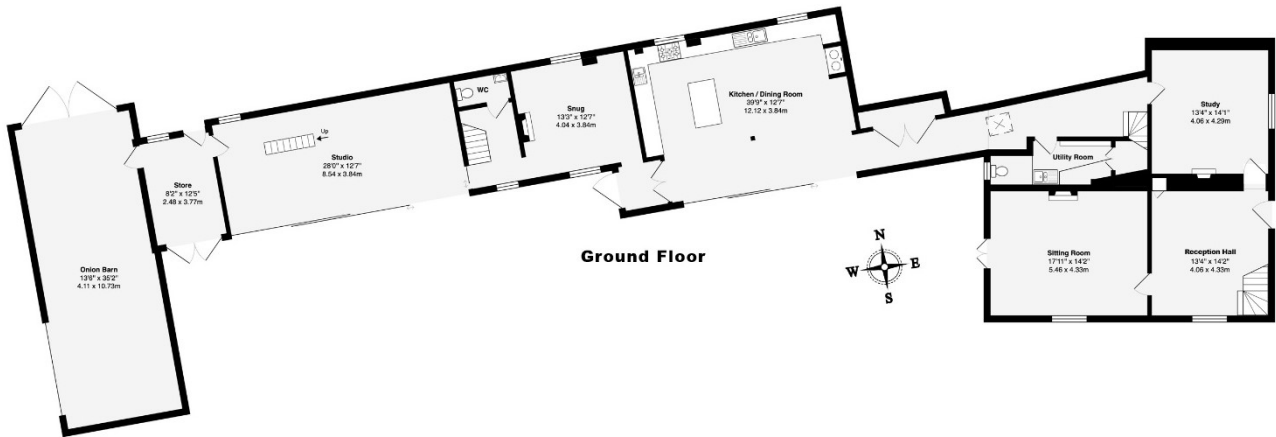 Onion Barn
13'6" x 35'2"
4.11 x 10.73m
Store
8'2" x 12'5"
2.48 x 3.77m
Up
Studio
28'0" x 12'7"
8.54 x 3.84m
WC
Snug
13'3" x 12'7"
4.04 x 3.84m
Kitchen / Dining Room
39'9" x 12'7"
12.12 x 3.84m
Utility Room
Study
13'4" x 14'1"
4.06 x 4.29m
Sitting Room
17'11" x 14'2"
5.46 x 4.33m
Reception Hall
13'4" x 14'2"
4.06 x 4.33m
Ground Floor
N
W E
S